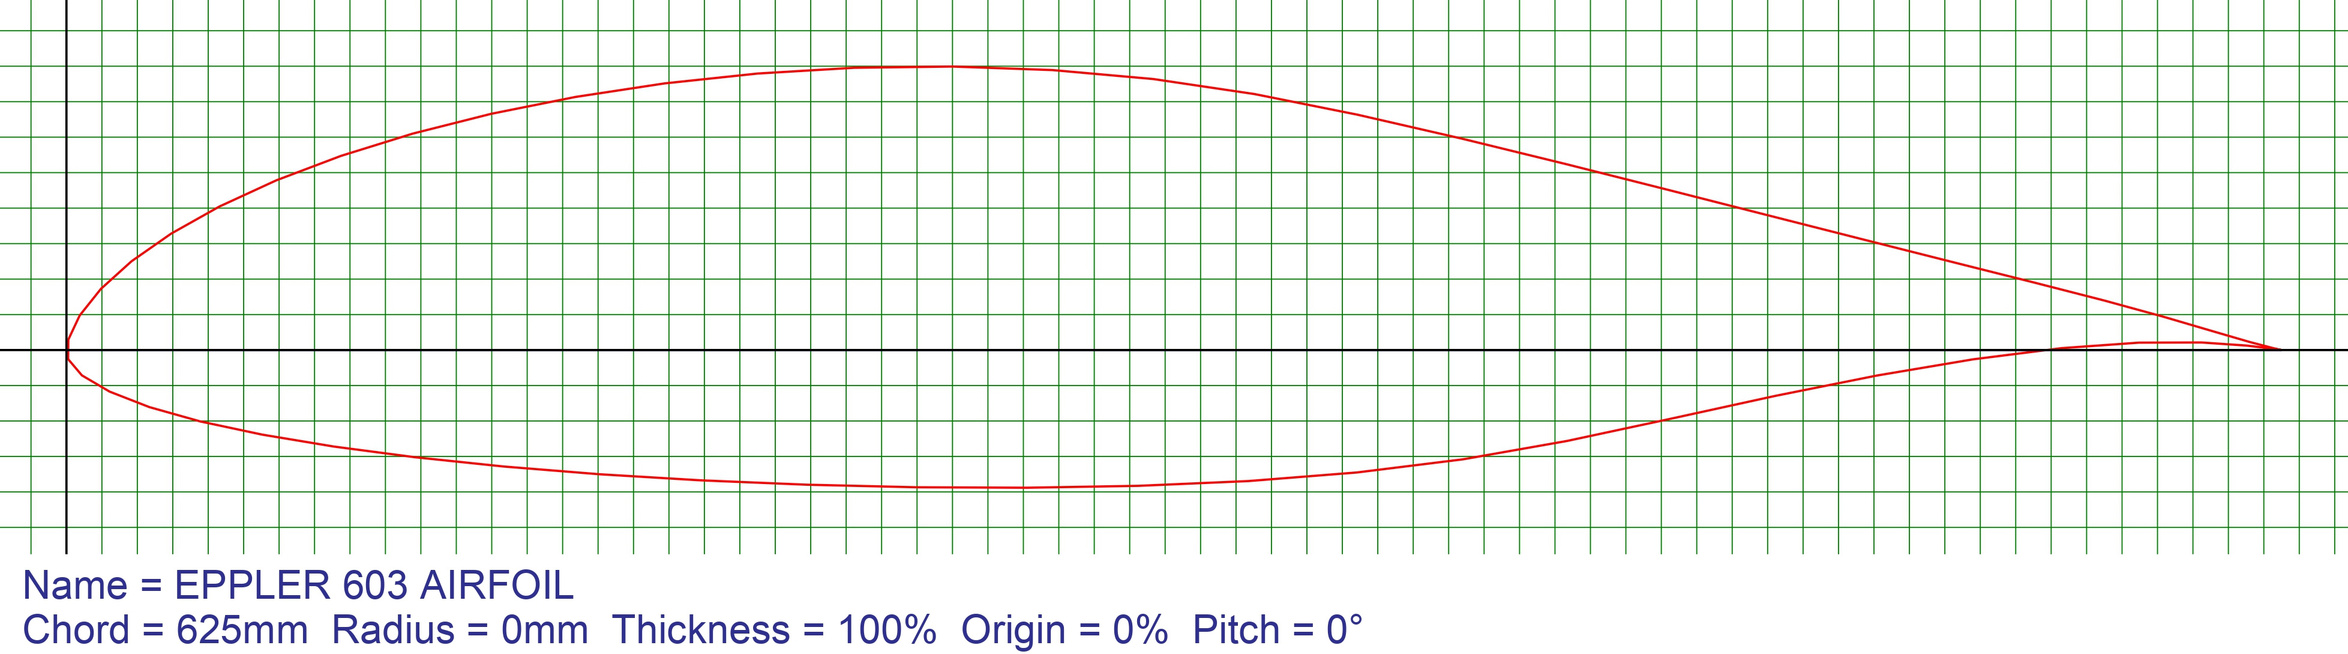 Name = EPPLER 603 AIRFOIL
Chord = 625mm  Radius = 0mm  Thickness = 100%  Origin = 0%  Pitch = 0°